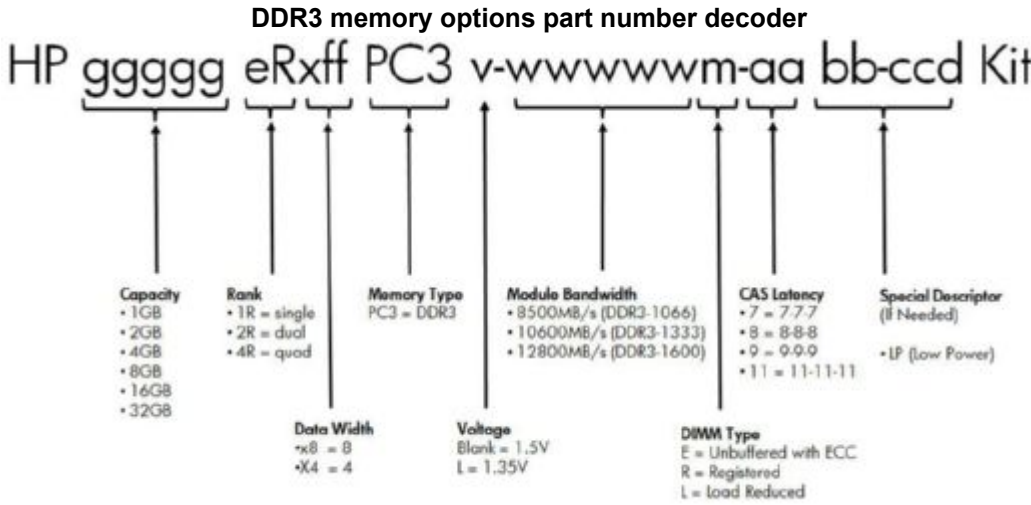 DDR3 memory options part number decoder
HP ggggg eRxff PC3 v-wwwwwm-aa bb-ccd Kit
Capacity
• 1GB
• 2GB
• 4GB
• 8GB
• 16GB
• 32GB
Rank
• 1R = single
• 2R = dual
• 4R = quad
Memory Type
PC3 = DDR3
Module Bandwidth
• 8500MB/s (DDR3-1066)
• 10600MB/s (DDR3-1333)
• 12800MB/s (DDR3-1600)
CAS Latency
• 7 = 7-7-7
• 8 = 8-8-8
• 9 = 9-9-9
• 11 = 11-11-11
Special Descriptor
(If Needed)
• LP (Low Power)
Data Width
•x8 = 8
•X4 = 4
Voltage
Blank = 1.5V
L = 1.35V
DIMM Type
E = Unbuffered with ECC
R = Registered
L = Load Reduced